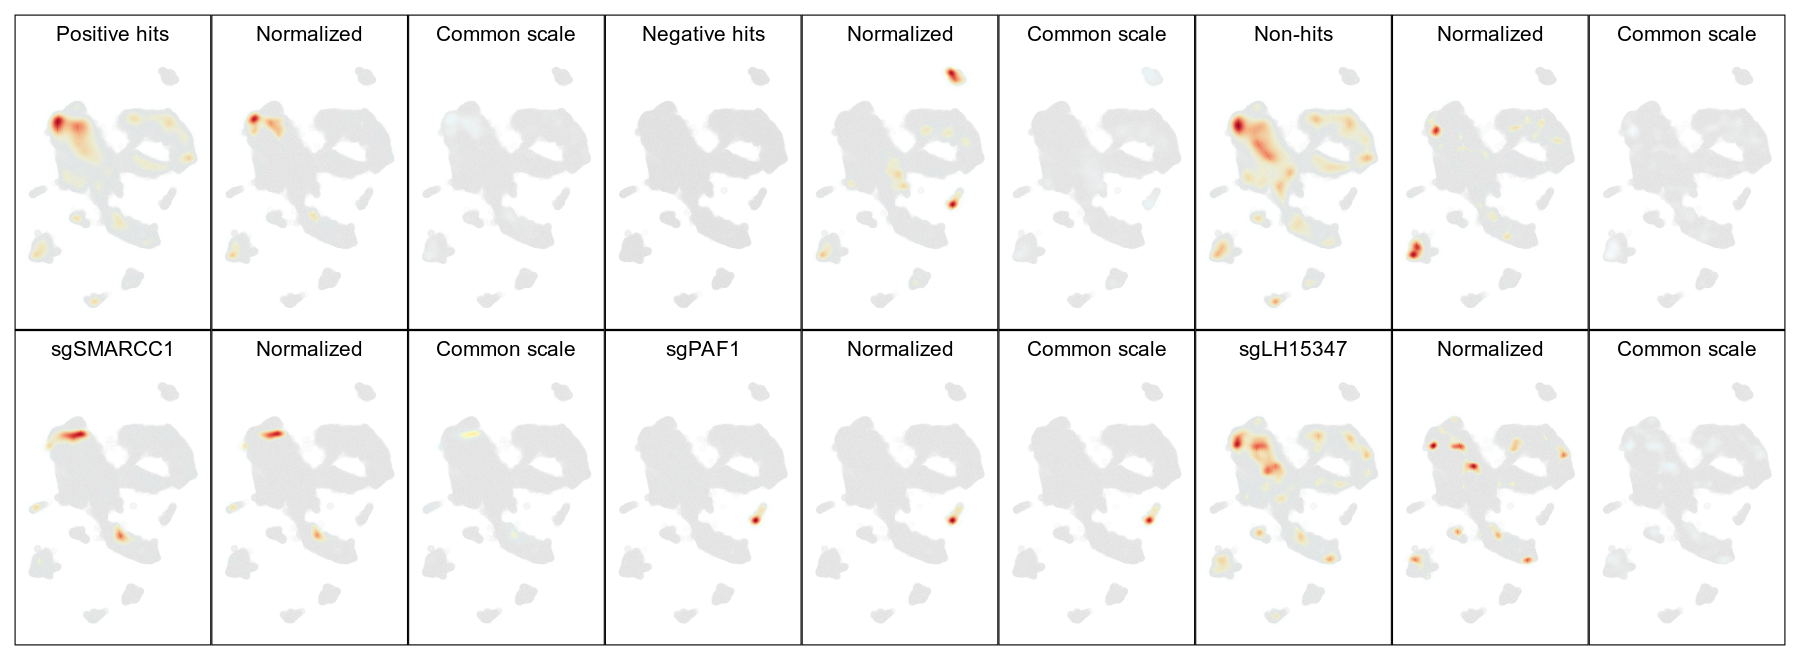 Positive hits
Normalized
Common scale
Negative hits
Normalized
Common scale
Non-hits
Normalized
Common scale
sgSMARCC1
Normalized
Common scale
sgPAF1
Normalized
Common scale
sgLH15347
Normalized
Common scale